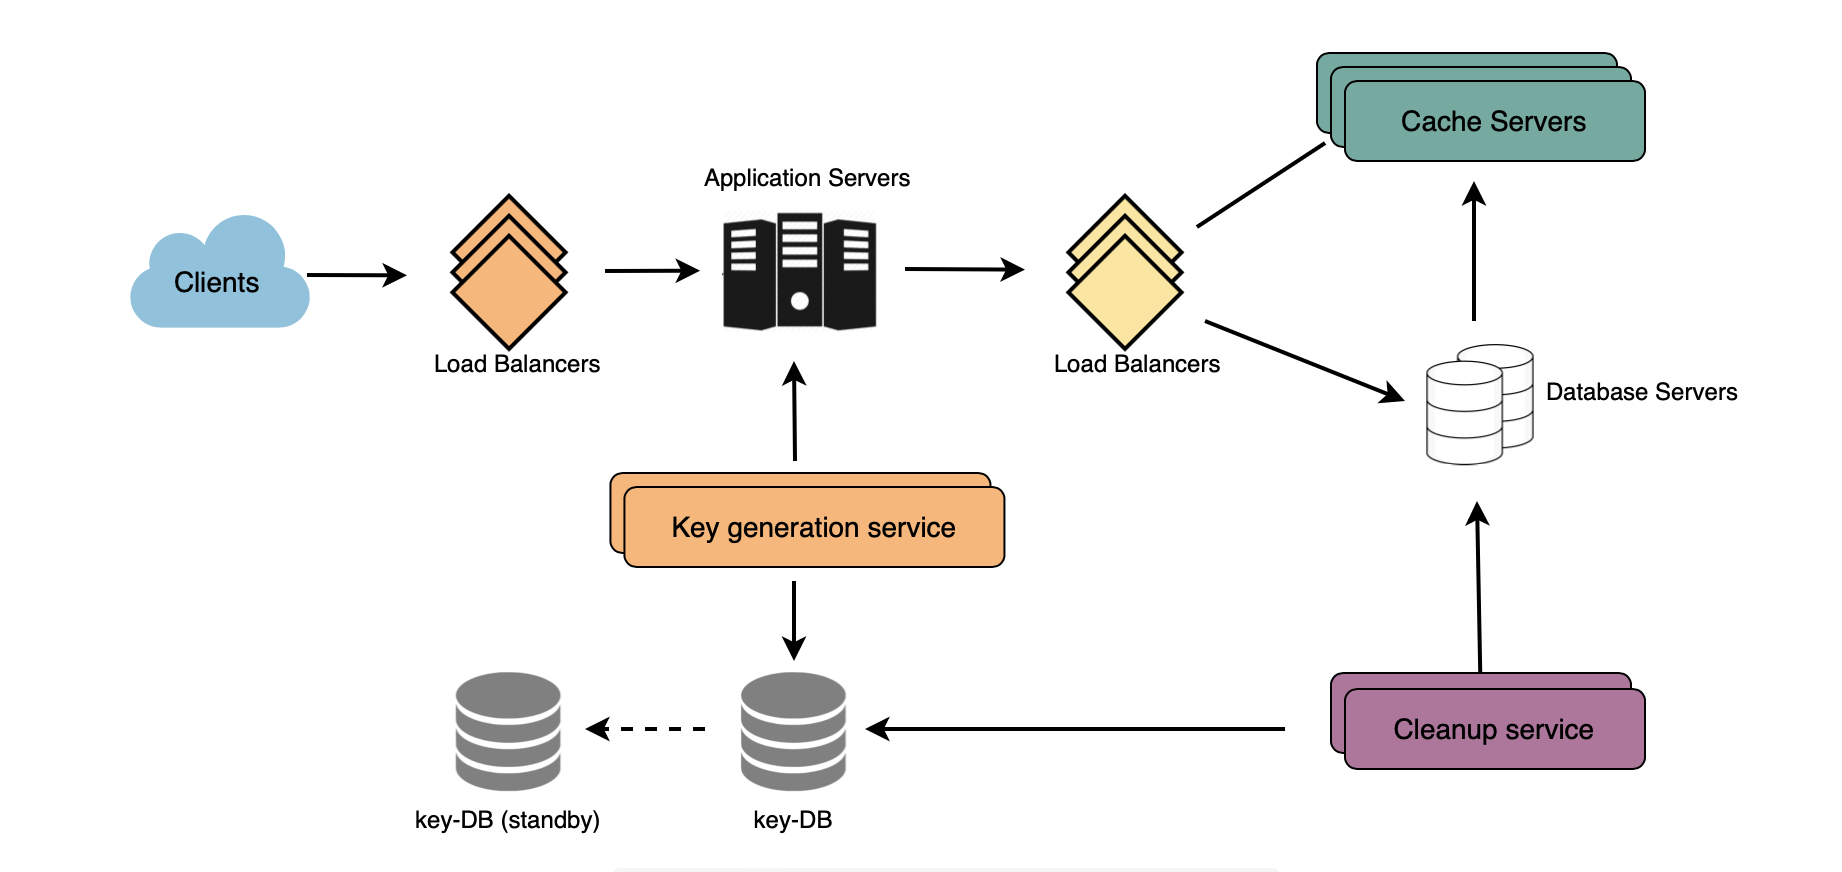 Cache Servers
Application Servers
Clients
Load Balancers
Load Balancers
Database Servers
Key generation service
Cleanup service
key-DB (standby)
key-DB